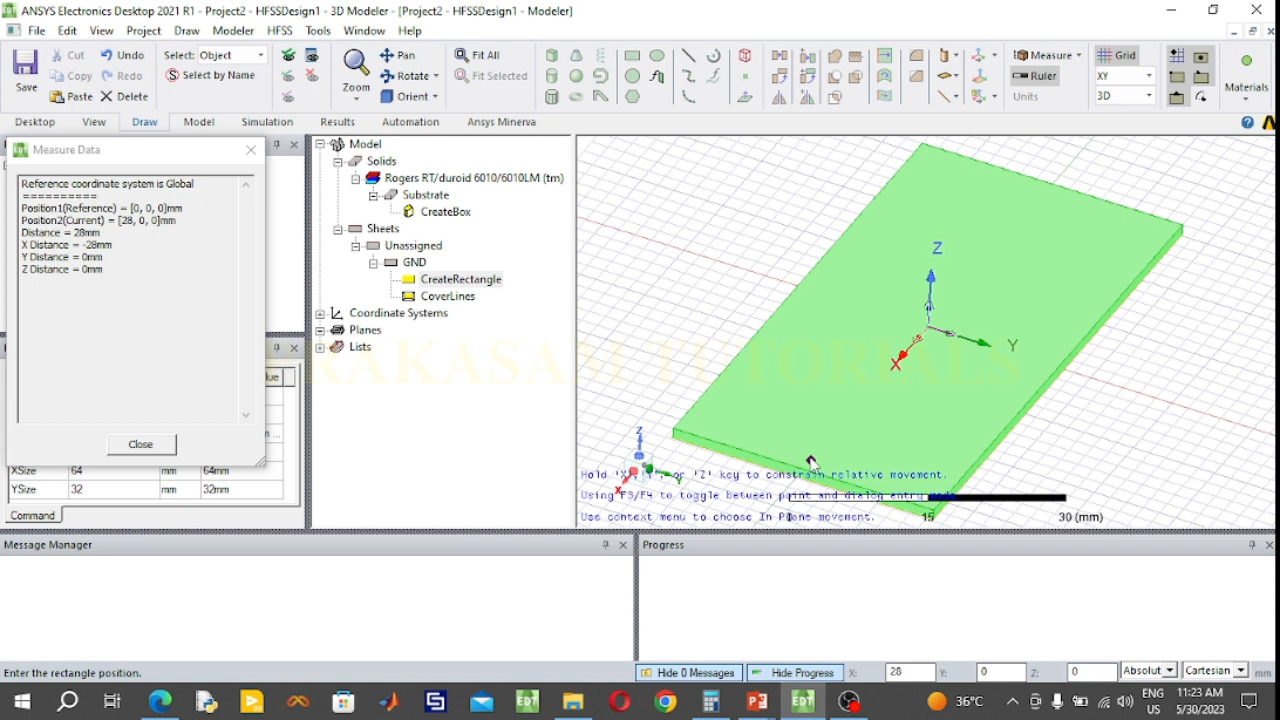 ANSYS Electronics Desktop 2021 R1 - Project2 - HFSSDesign1 - 3D Modeler - [Project2 - HFSSDesign1 - Modeler]
File Edit View Project Draw Modeler HFSS Tools Window Help
Save
Cut
Copy
Paste
Undo
Redo
Delete
Select: Object
Select by Name
Zoom
Pan
Rotate
Orient
Fit All
Fit Selected
Measure
Ruler
Units
Grid
XY
3D
Materials
Desktop View Draw Model Simulation Results Automation Ansys Minerva
Measure Data
Reference coordinate system is Global
==========
Position1(Reference) = [0, 0, 0]mm
Position2(Current) = [28, 0, 0]mm
Distance = 28mm
X Distance = -28mm
Y Distance = 0mm
Z Distance = 0mm
Close
XSize 64 mm 64mm
YSize 32 mm 32mm
Command
Model
Solids
Rogers RT/duroid 6010/6010LM (tm)
Substrate
CreateBox
Sheets
Unassigned
GND
CreateRectangle
CoverLines
Coordinate Systems
Planes
Lists
Z
Y
X
Z
Y
X
Using F3/F4 to toggle between point and dialog entry mode.
Use context menu to choose In Plane movement.
0 15 30 (mm)
Message Manager
Progress
Enter the rectangle position.
Hide 0 Messages
Hide Progress
X: 28 Y: 0 Z: 0 Absolut Cartesian mm
36°C
ENG
US
11:23 AM
5/30/2023